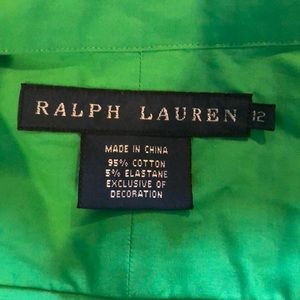 RALPH LAUREN 12
MADE IN CHINA
95% COTTON
5% ELASTANE
EXCLUSIVE OF
DECORATION